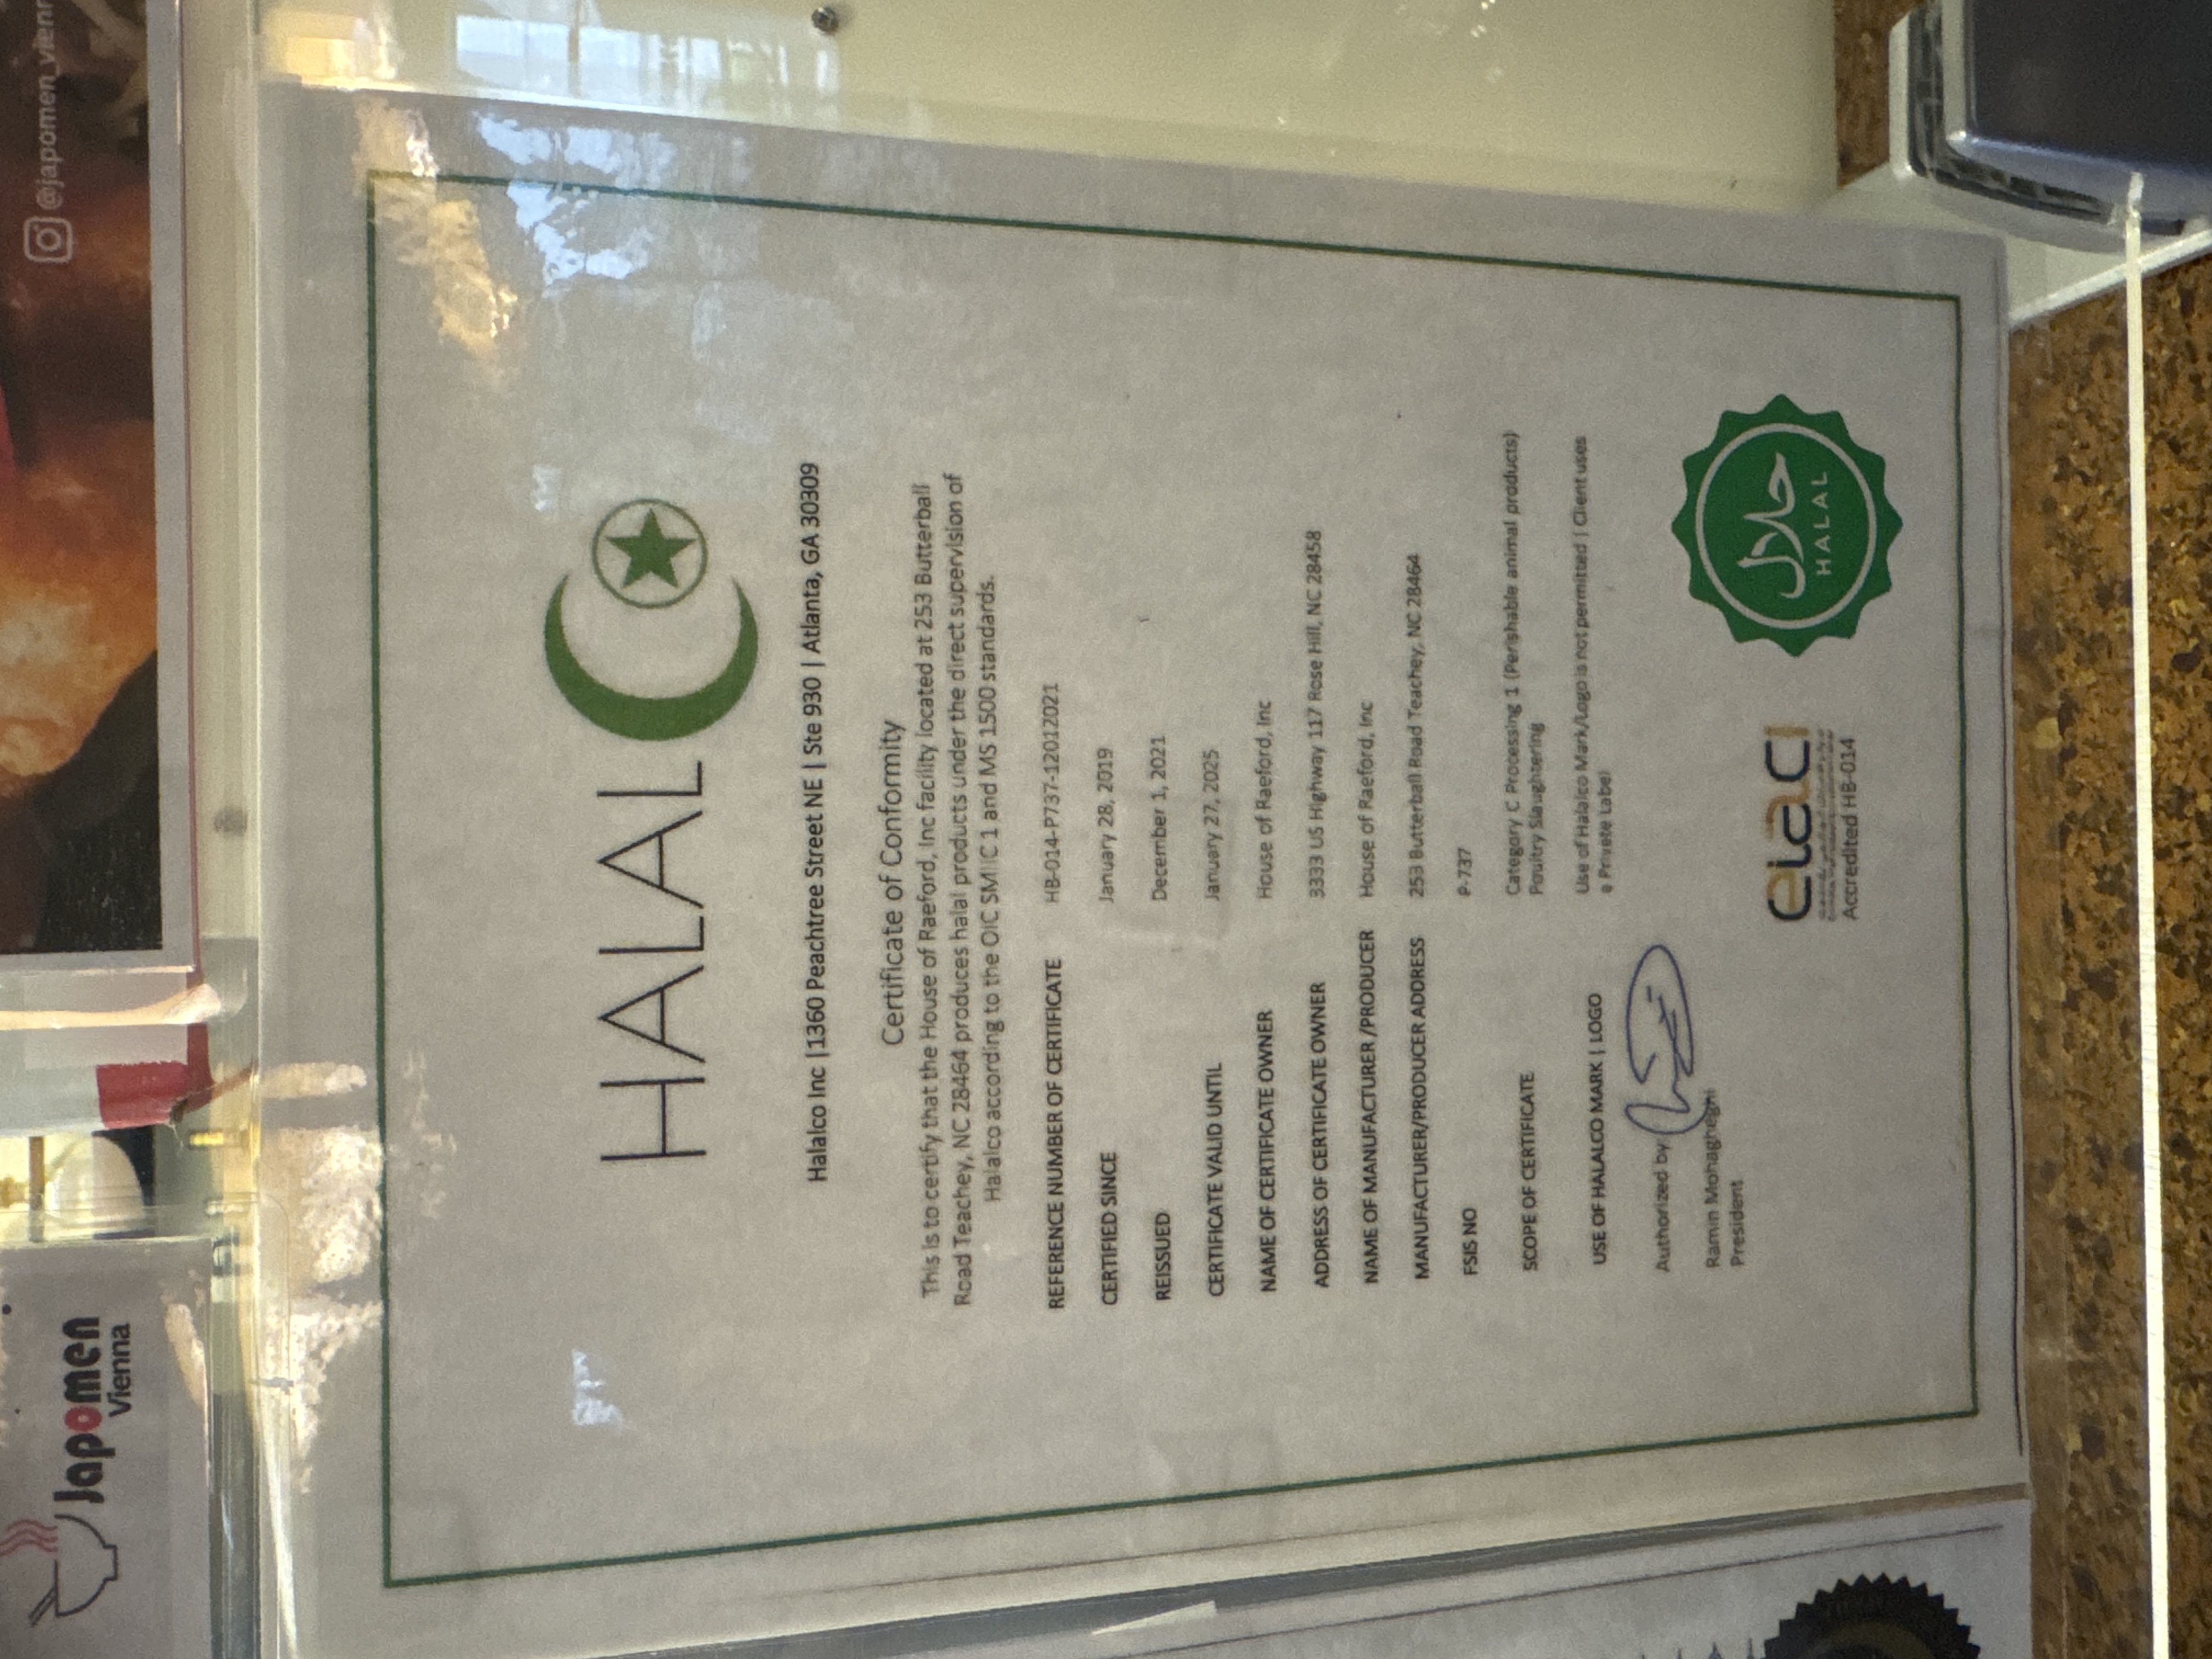 @japomen_vienn
Japomen
Vienna
HALAL
Halalco Inc |1360 Peachtree Street NE | Ste 930 | Atlanta, GA 30309
Certificate of Conformity
This is to certify that the House of Raeford, Inc facility located at 253 Butterball
Road Teachey, NC 28464 produces halal products under the direct supervision of
Halalco according to the OIC SMIIC 1 and MS 1500 standards.
REFERENCE NUMBER OF CERTIFICATE HB-014-P737-12012021
CERTIFIED SINCE January 28, 2019
REISSUED December 1, 2021
CERTIFICATE VALID UNTIL January 27, 2025
NAME OF CERTIFICATE OWNER House of Raeford, Inc
ADDRESS OF CERTIFICATE OWNER 3333 US Highway 117 Rose Hill, NC 28458
NAME OF MANUFACTURER /PRODUCER House of Raeford, Inc
MANUFACTURER/PRODUCER ADDRESS 253 Butterball Road Teachey, NC 28464
FSIS NO P-737
SCOPE OF CERTIFICATE Category C Processing 1 (Perishable animal products)
Poultry Slaughtering
USE OF HALALCO MARK | LOGO Use of Halalco Mark/Logo is not permitted | Client uses
a Private Label
Authorized by
Ramin Mohagheghi
President
eiac
Accredited HB-014
حلال
HALAL